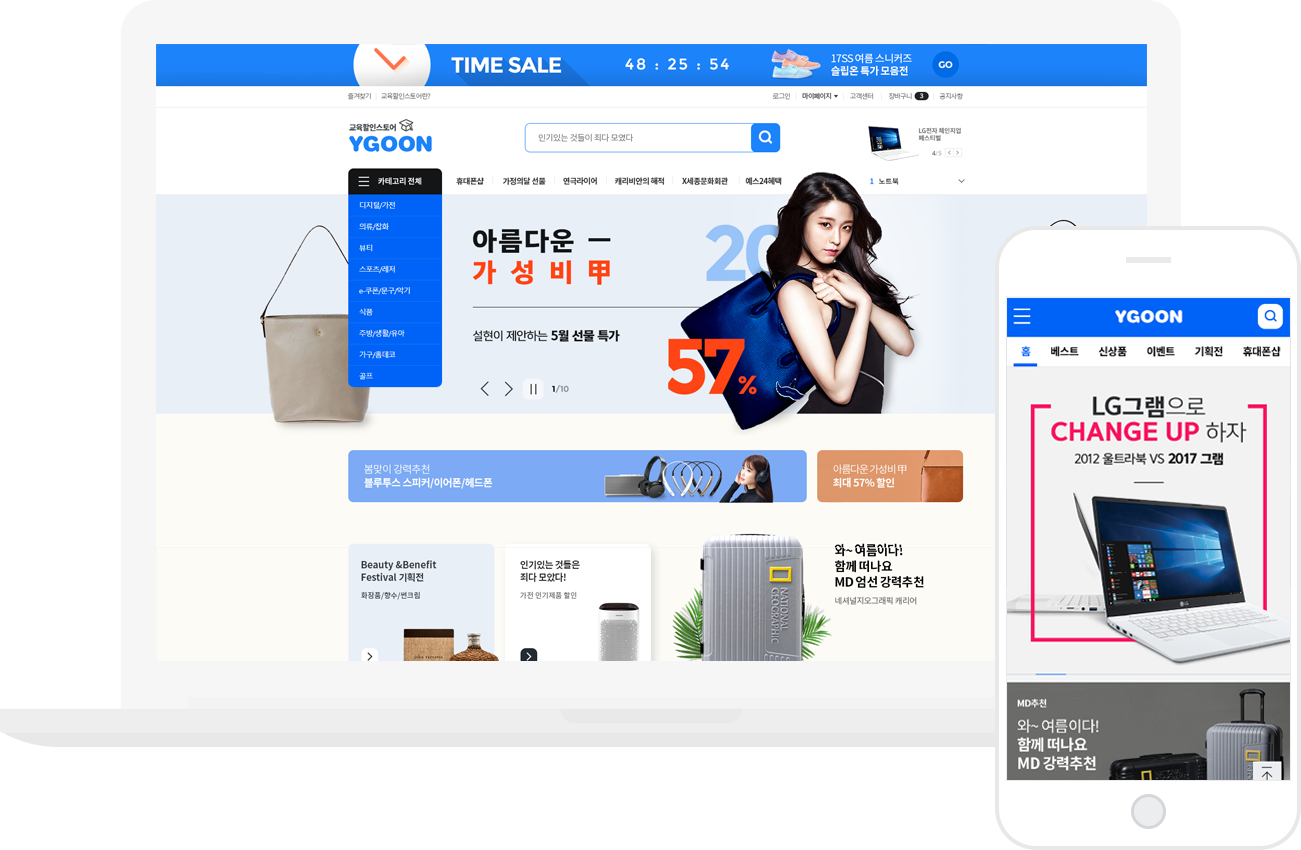 TIME SALE
48 : 25 : 54
17SS 여름 스니커즈
슬립온 특가 모음전
GO
즐겨찾기
교육할인스토어란?
로그인
마이페이지
고객센터
장바구니 3
공지사항
교육할인스토어
YGOON
인기있는 것들이 죄다 모였다
LG전자 체인지업
페스티벌
4/5
카테고리 전체
휴대폰샵
가정의달 선물
연극라이어
캐리비안의 해적
X세종문화회관
예스24혜택
1 노트북
디지털/가전
의류/잡화
뷰티
스포츠/레저
e-쿠폰/문구/악기
식품
주방/생활/유아
가구/홈데코
골프
아름다운
가성비 甲
20
설현이 제안하는 5월 선물 특가
57%
1/10
봄맞이 강력추천
블루투스 스피커/이어폰/헤드폰
아름다운 가성비 甲
최대 57% 할인
Beauty &Benefit
Festival 기획전
화장품/향수/썬크림
인기있는 것들은
죄다 모았다!
가전 인기제품 할인
NATIONAL
GEOGRAPHIC
와~ 여름이다!
함께 떠나요
MD 엄선 강력추천
네셔널지오그래픽 캐리어
YGOON
홈
베스트
신상품
이벤트
기획전
휴대폰샵
LG그램으로
CHANGE UP 하자
2012 울트라북 VS 2017 그램
LG
MD추천
와~ 여름이다!
함께 떠나요
MD 강력추천